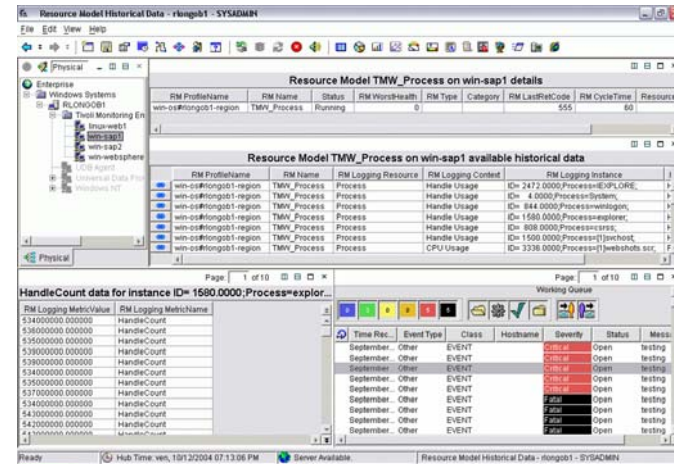 Resource Model Historical Data - rlongob1 - SYSADMIN
File Edit View Help
Physical
Enterprise
Windows Systems
RLONGOB1
Tivoli Monitoring En
linux-web1
win-sap1
win-sap2
win-websphere
UDB Agent
Universal Data Prov
Windows NT
Physical
Resource Model TMW_Process on win-sap1 details
RM ProfileName RM Name Status RM WorstHealth RM Type Category RM LastRetCode RM CycleTime Resource
win-os#rlongob1-region TMW_Process Running 0 555 60
Resource Model TMW_Process on win-sap1 available historical data
RM ProfileName RM Name RM Logging Resource RM Logging Context RM Logging Instance
win-os#rlongob1-region TMW_Process Process Handle Usage ID= 2472.0000;Process=IEXPLORE;
win-os#rlongob1-region TMW_Process Process Handle Usage ID= 4.0000;Process=System;
win-os#rlongob1-region TMW_Process Process Handle Usage ID= 844.0000;Process=winlogon;
win-os#rlongob1-region TMW_Process Process Handle Usage ID= 1580.0000;Process=explorer;
win-os#rlongob1-region TMW_Process Process Handle Usage ID= 808.0000;Process=csrss;
win-os#rlongob1-region TMW_Process Process Handle Usage ID= 1500.0000;Process=[1]svchost;
win-os#rlongob1-region TMW_Process Process CPU Usage ID= 3336.0000;Process=[1]webshots.scr;
Page: 1 of 10
HandleCount data for instance ID= 1580.0000;Process=explor...
RM Logging MetricValue RM Logging MetricName
534000000.000000 HandleCount
536000000.000000 HandleCount
535000000.000000 HandleCount
539000000.000000 HandleCount
539000000.000000 HandleCount
534000000.000000 HandleCount
535000000.000000 HandleCount
537000000.000000 HandleCount
534000000.000000 HandleCount
543000000.000000 HandleCount
542000000.000000 HandleCount
HandleCount
Page: 1 of 10
Working Queue
Time Rec... Event Type Class Hostname Severity Status Mess
September... Other EVENT Critical Open testing
September... Other EVENT Critical Open testing
September... Other EVENT Critical Open testing
September... Other EVENT Critical Open testing
September... Other EVENT Critical Open testing
September... Other EVENT Fatal Open testing
September... Other EVENT Fatal Open testing
September... Other EVENT Fatal Open testing
September... Other EVENT Fatal Open testing
Ready Hub Time: ven, 10/12/2004 07:13:06 PM Server Available. Resource Model Historical Data - rlongob1 - SYSADMIN